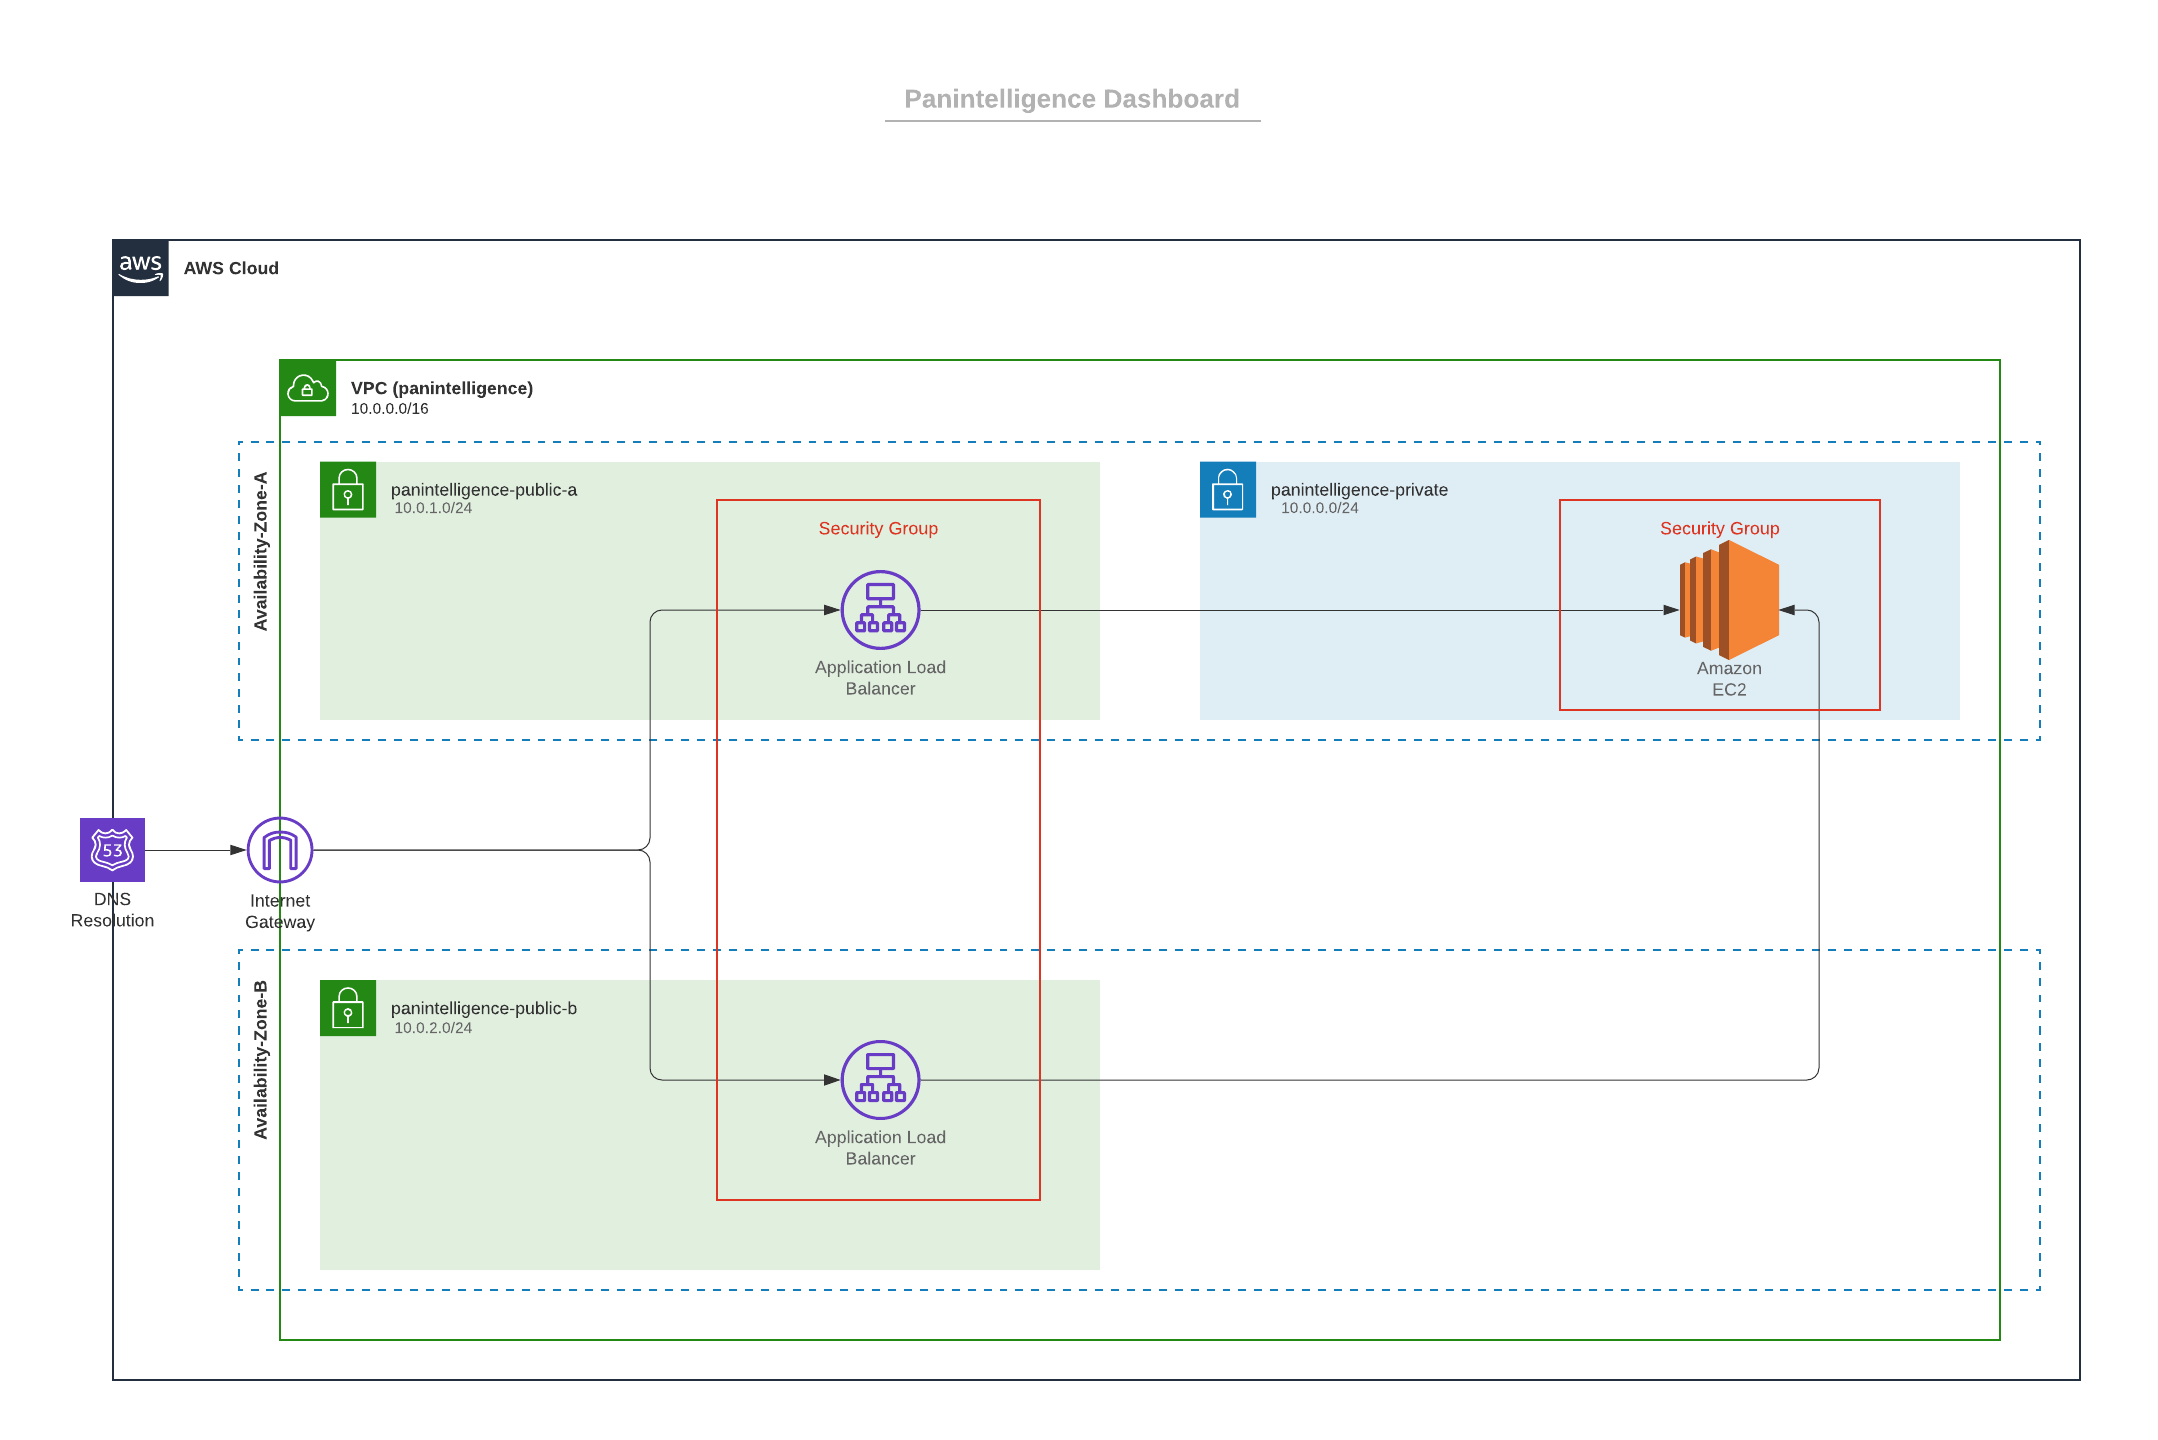 Panintelligence Dashboard
aws
AWS Cloud
VPC (panintelligence)
10.0.0.0/16
Availability-Zone-A
panintelligence-public-a
10.0.1.0/24
Security Group
Application Load
Balancer
panintelligence-private
10.0.0.0/24
Security Group
Amazon
EC2
53
DNS
Resolution
Internet
Gateway
Availability-Zone-B
panintelligence-public-b
10.0.2.0/24
Application Load
Balancer